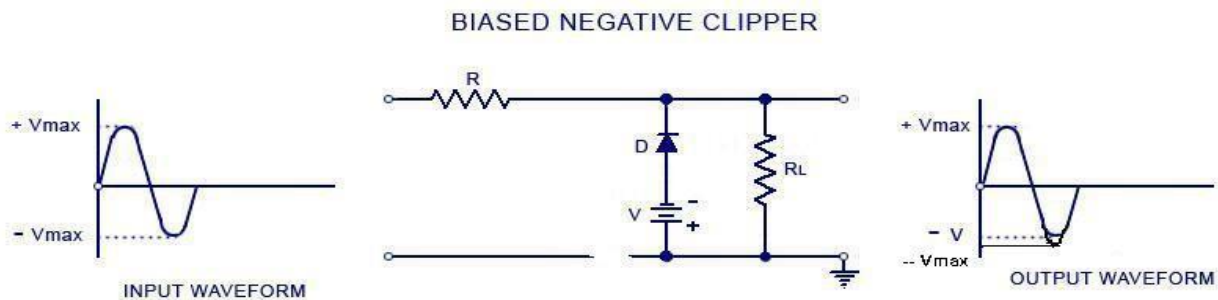 BIASED NEGATIVE CLIPPER
R
+ Vmax
- Vmax
INPUT WAVEFORM
D
V
-
+
RL
+ Vmax
- V
-- Vmax
OUTPUT WAVEFORM